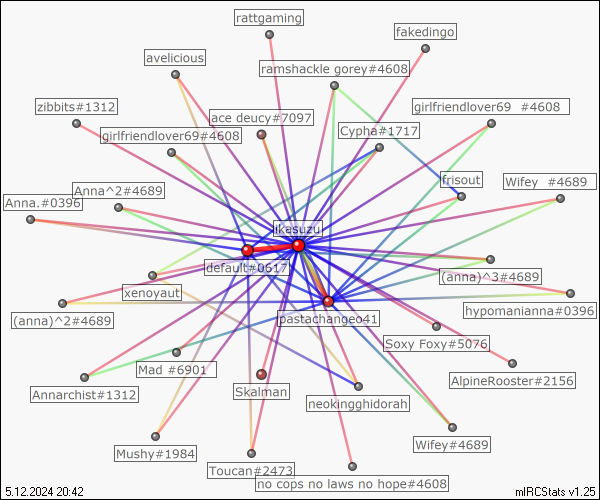 rattgaming
fakedingo
avelicious
ramshackle gorey#4608
zibbits#1312
girlfriendlover69 #4608
ace deucy#7097
Cypha#1717
girlfriendlover69#4608
frisout
Wifey #4689
Anna^2#4689
Anna.#0396
ikasuzu
default#0617
(anna)^3#4689
xenoyaut
hypomanianna#0396
(anna)^2#4689
pastachangeo41
Soxy Foxy#5076
Mad #6901
AlpineRooster#2156
Annarchist#1312
Skalman
neokingghidorah
Wifey#4689
Mushy#1984
Toucan#2473
no cops no laws no hope#4608
5.12.2024 20:42
mIRCStats v1.25